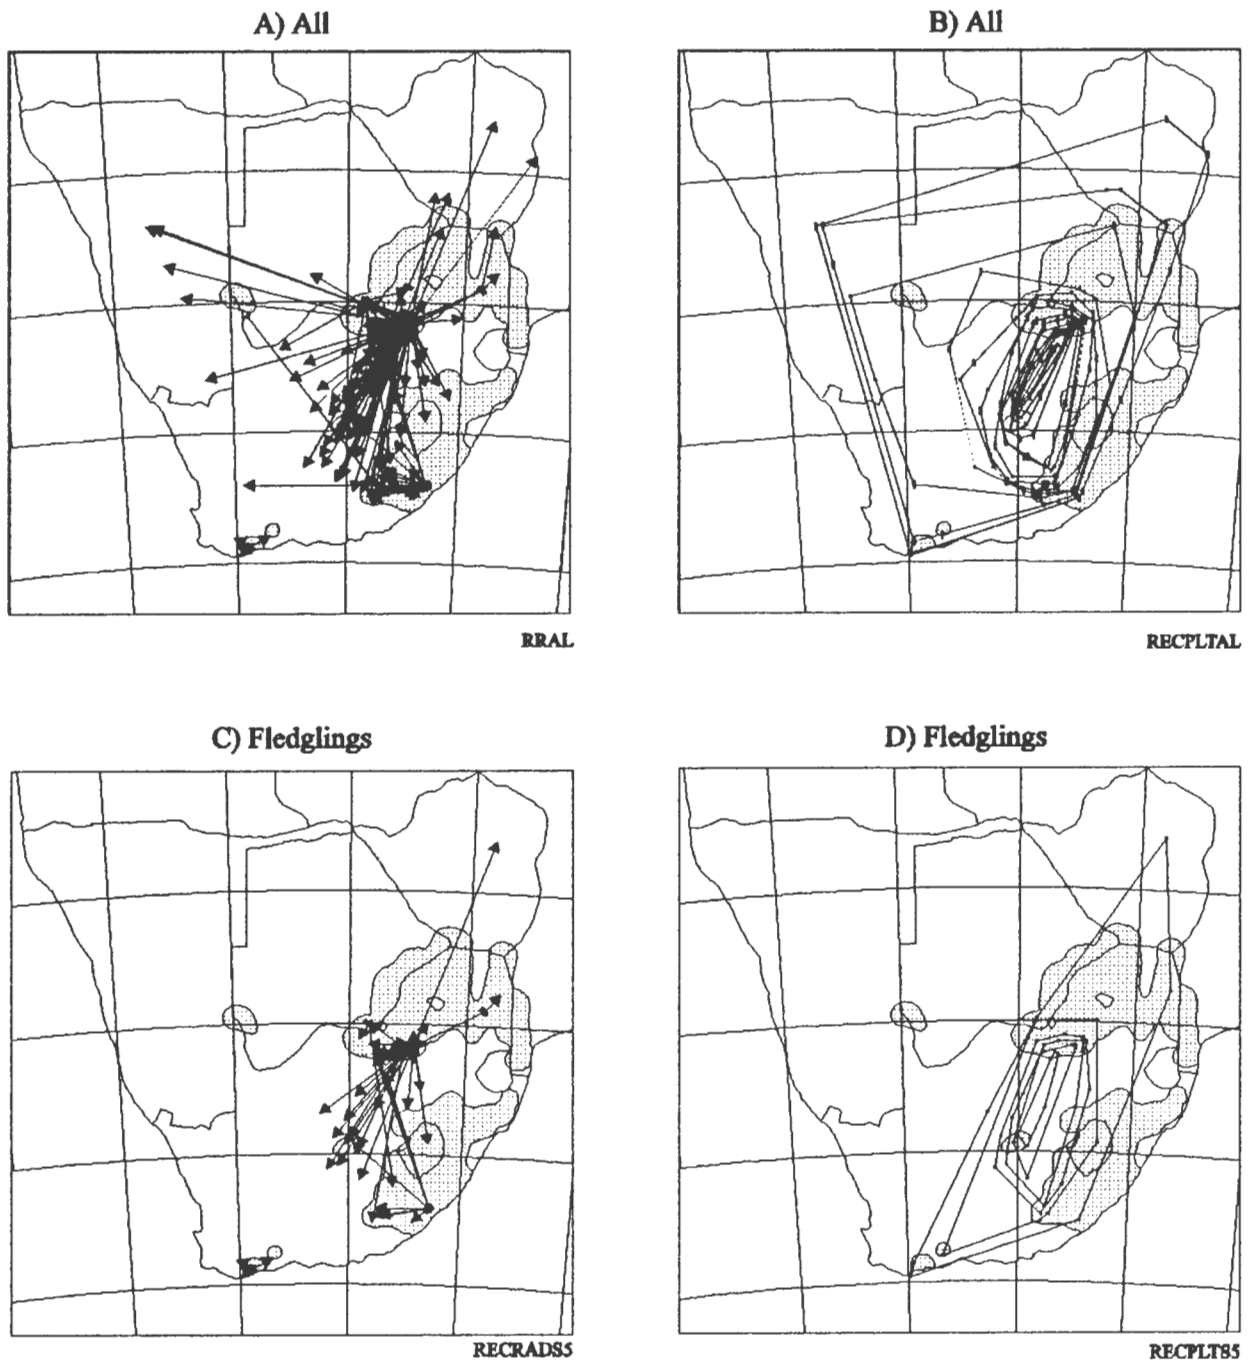 A) All
B) All
RRAL
RECPLTAL
C) Fledglings
D) Fledglings
RECRADS5
RECPLTS5